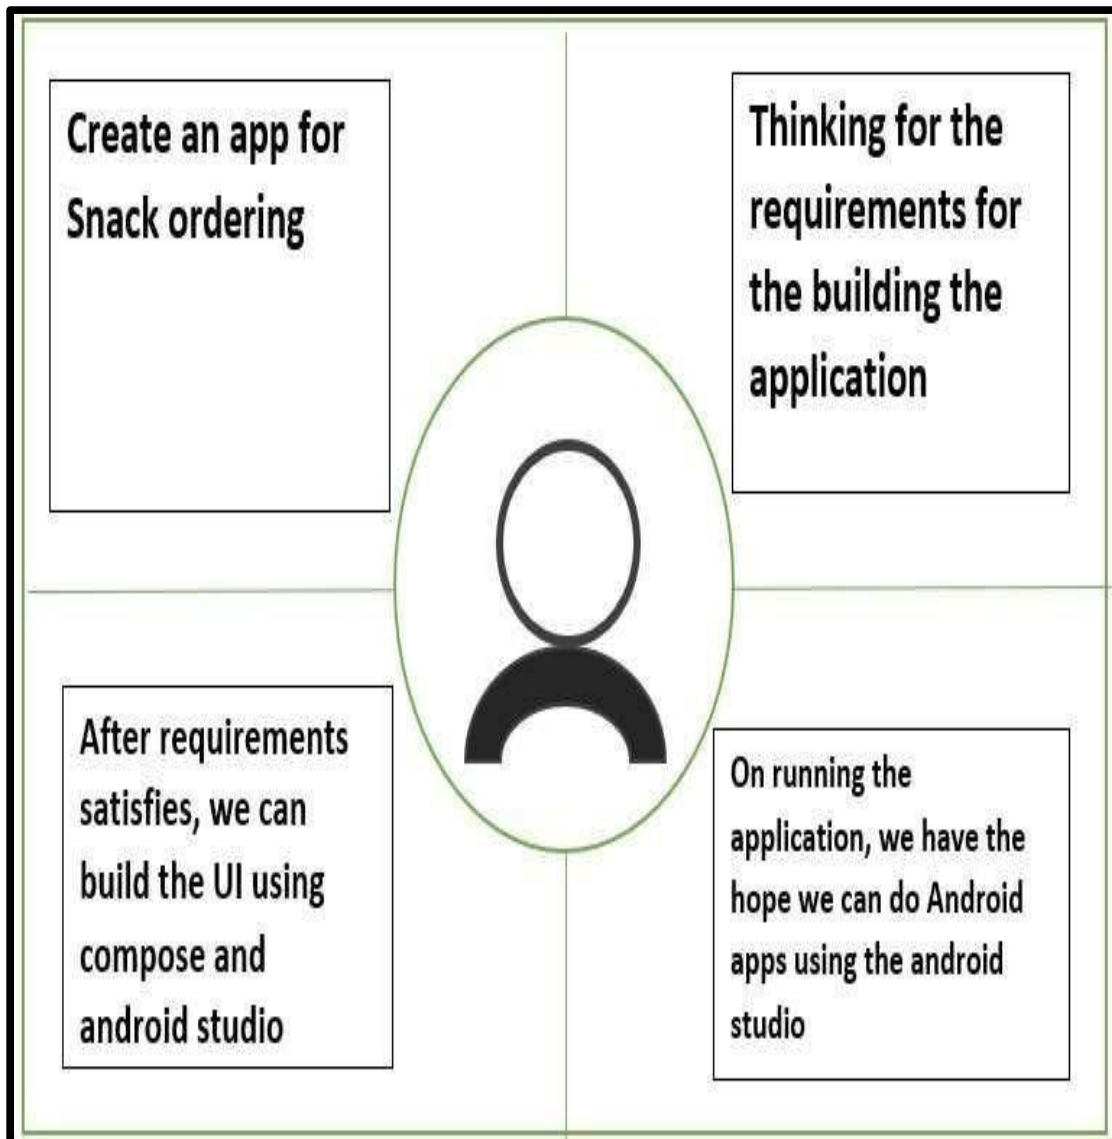 Create an app for
Snack ordering
Thinking for the
requirements for
the building the
application
After requirements
satisfies, we can
build the UI using
compose and
android studio
On running the
application, we have the
hope we can do Android
apps using the android
studio